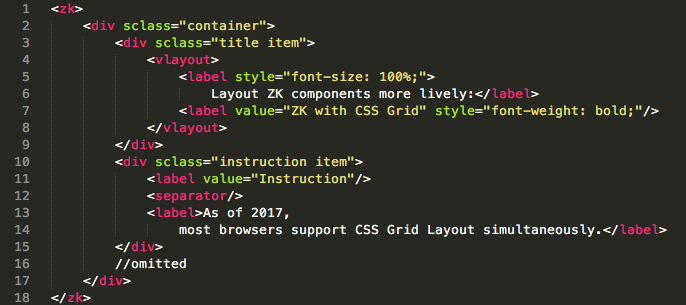 1 <zk>
2     <div sclass="container">
3         <div sclass="title item">
4             <vlayout>
5                 <label style="font-size: 100%;">
6                     Layout ZK components more lively:</label>
7                 <label value="ZK with CSS Grid" style="font-weight: bold;"/>
8             </vlayout>
9         </div>
10         <div sclass="instruction item">
11             <label value="Instruction"/>
12             <separator/>
13             <label>As of 2017,
14                 most browsers support CSS Grid Layout simultaneously.</label>
15         </div>
16         //omitted
17     </div>
18 </zk>